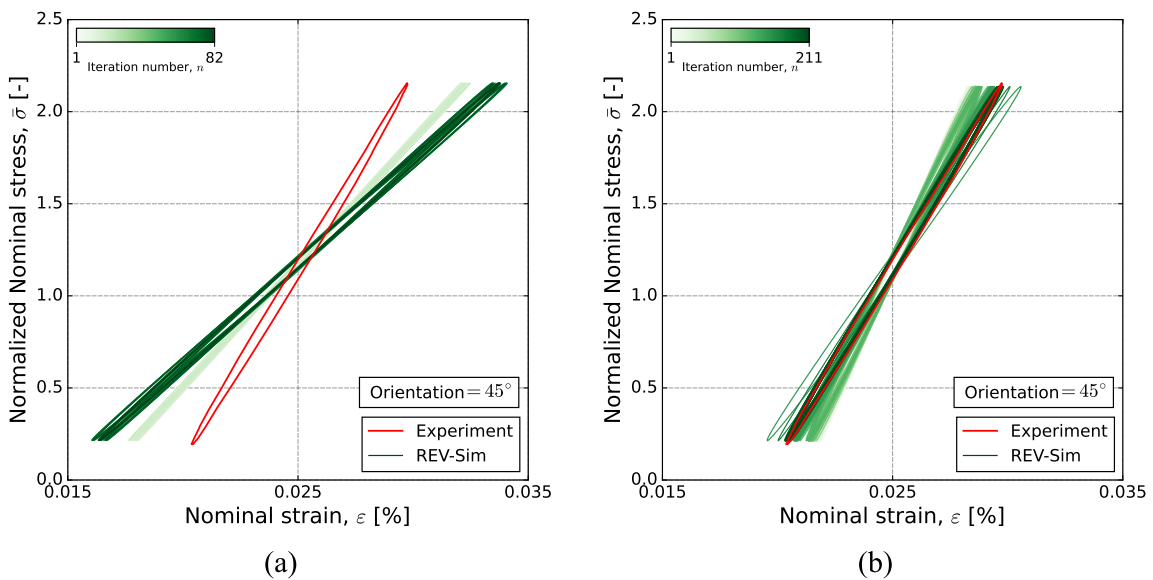 2.5
2.0
1.5
1.0
0.5
0.0
0.015
0.025
0.035
Normalized Nominal stress, σ̄ [-]
Nominal strain, ε [%]
1
82
Iteration number, n
Orientation = 45°
Experiment
REV-Sim
(a)
2.5
2.0
1.5
1.0
0.5
0.0
0.015
0.025
0.035
Normalized Nominal stress, σ̄ [-]
Nominal strain, ε [%]
1
211
Iteration number, n
Orientation = 45°
Experiment
REV-Sim
(b)